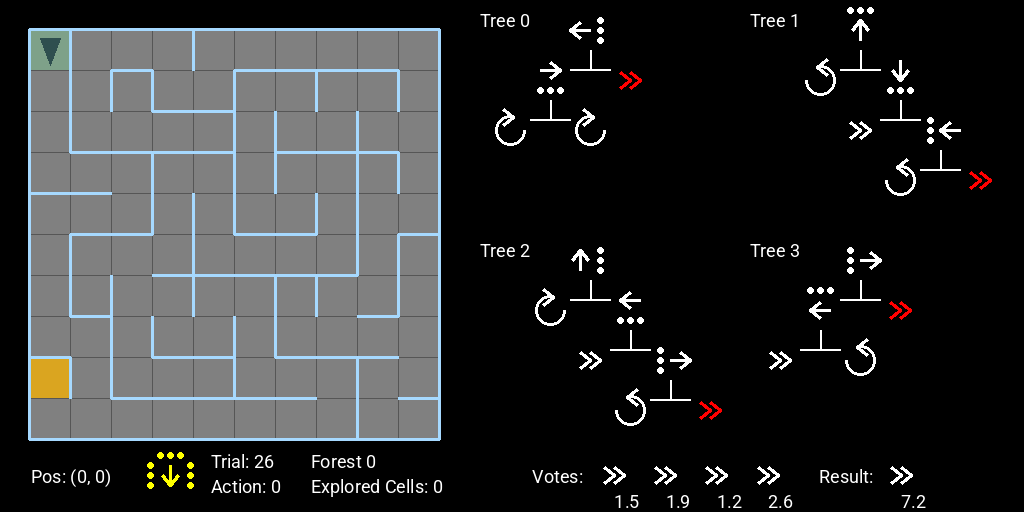 Tree 0
Tree 1
Tree 2
Tree 3
Pos: (0, 0)
Trial: 26
Forest 0
Action: 0
Explored Cells: 0
Votes:
1.5
1.9
1.2
2.6
Result:
7.2